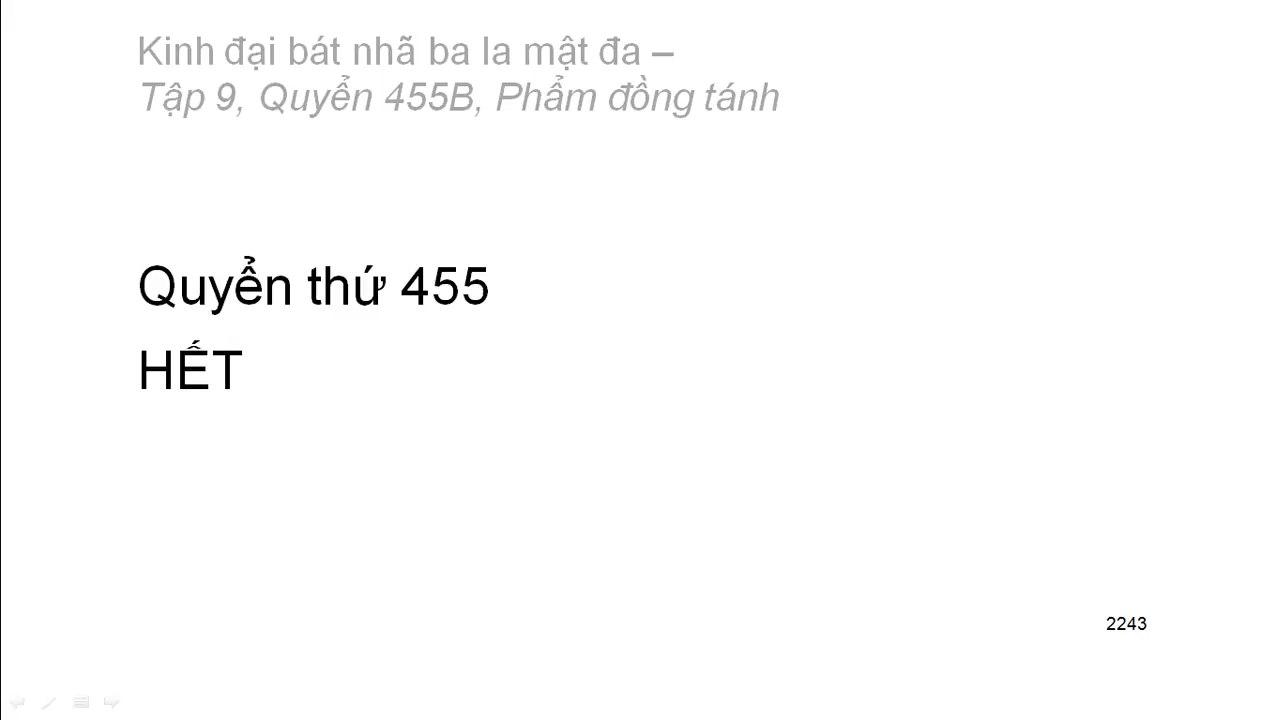 Kinh đại bát nhã ba la mật đa –
Tập 9, Quyển 455B, Phẩm đồng tánh
Quyển thứ 455
HẾT
2243